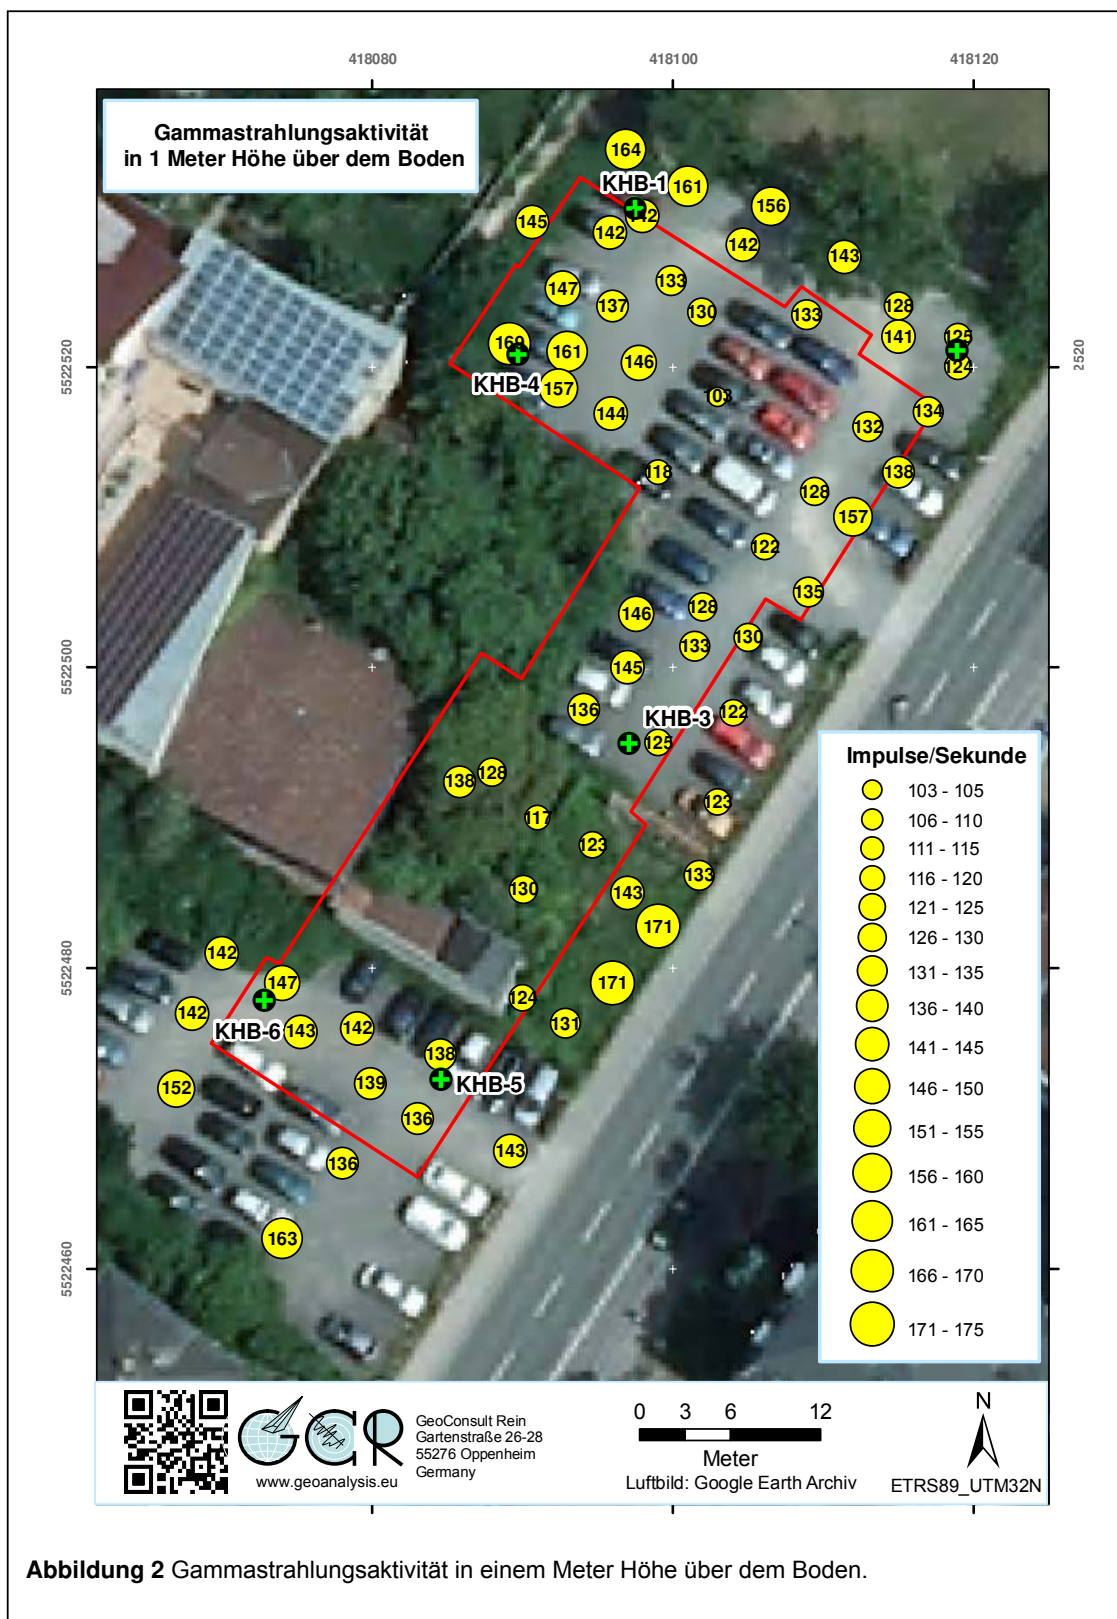 418080
418100
418120
Gammastrahlungsaktivität
in 1 Meter Höhe über dem Boden
164
KHB-1
161
156
145
142
142
142
143
147
133
137
130
133
128
141
125
124
169
161
146
KHB-4
157
144
103
134
132
118
138
128
157
122
135
146
128
130
133
145
136
KHB-3
122
125
138
128
123
117
123
133
130
143
171
142
147
171
142
KHB-6
143
142
124
131
138
KHB-5
152
139
136
136
143
163
5522520
5522500
5522480
5522460
2520
Impulse/Sekunde
103 - 105
106 - 110
111 - 115
116 - 120
121 - 125
126 - 130
131 - 135
136 - 140
141 - 145
146 - 150
151 - 155
156 - 160
161 - 165
166 - 170
171 - 175
GCR
www.geoanalysis.eu
GeoConsult Rein
Gartenstraße 26-28
55276 Oppenheim
Germany
0 3 6 12
Meter
Luftbild: Google Earth Archiv
N
ETRS89_UTM32N
Abbildung 2 Gammastrahlungsaktivität in einem Meter Höhe über dem Boden.